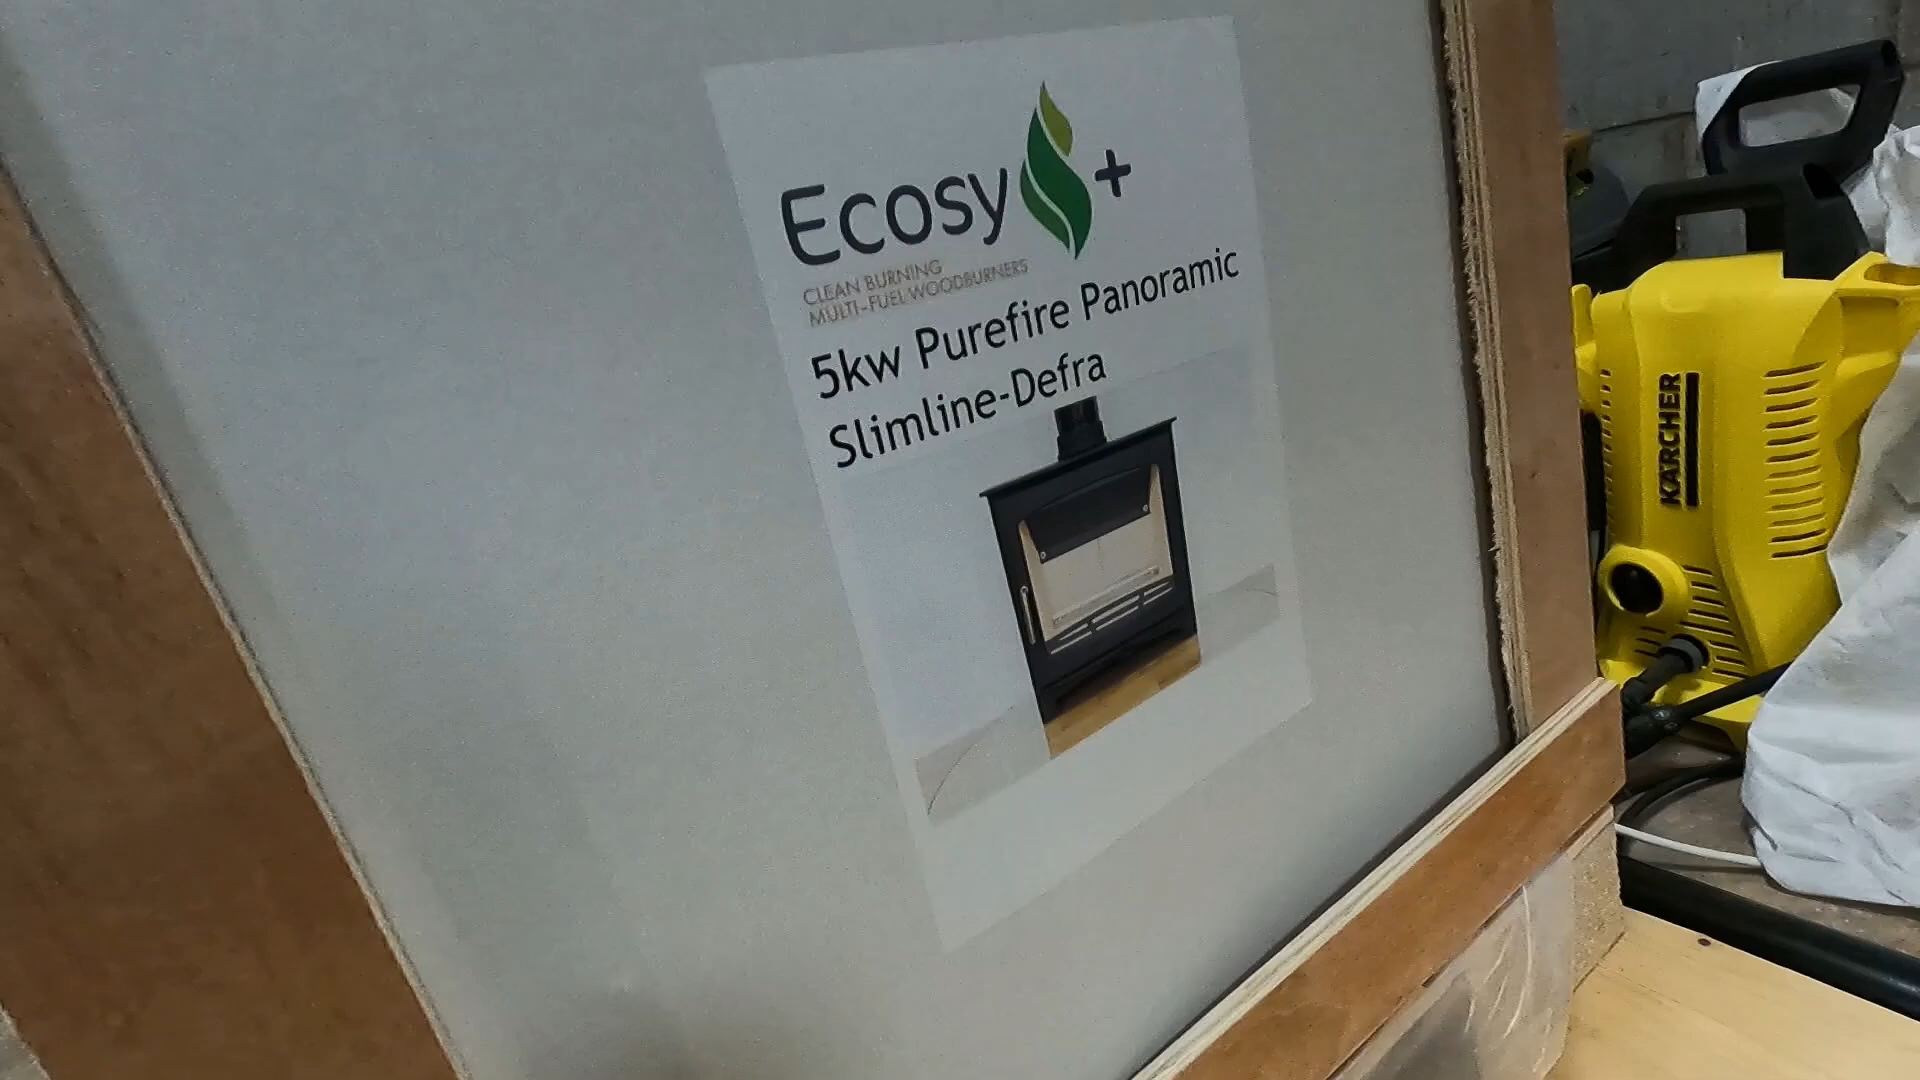 Ecosy+
CLEAN BURNING
MULTI-FUEL WOODBURNERS
5kw Purefire Panoramic
Slimline-Defra
KÄRCHER